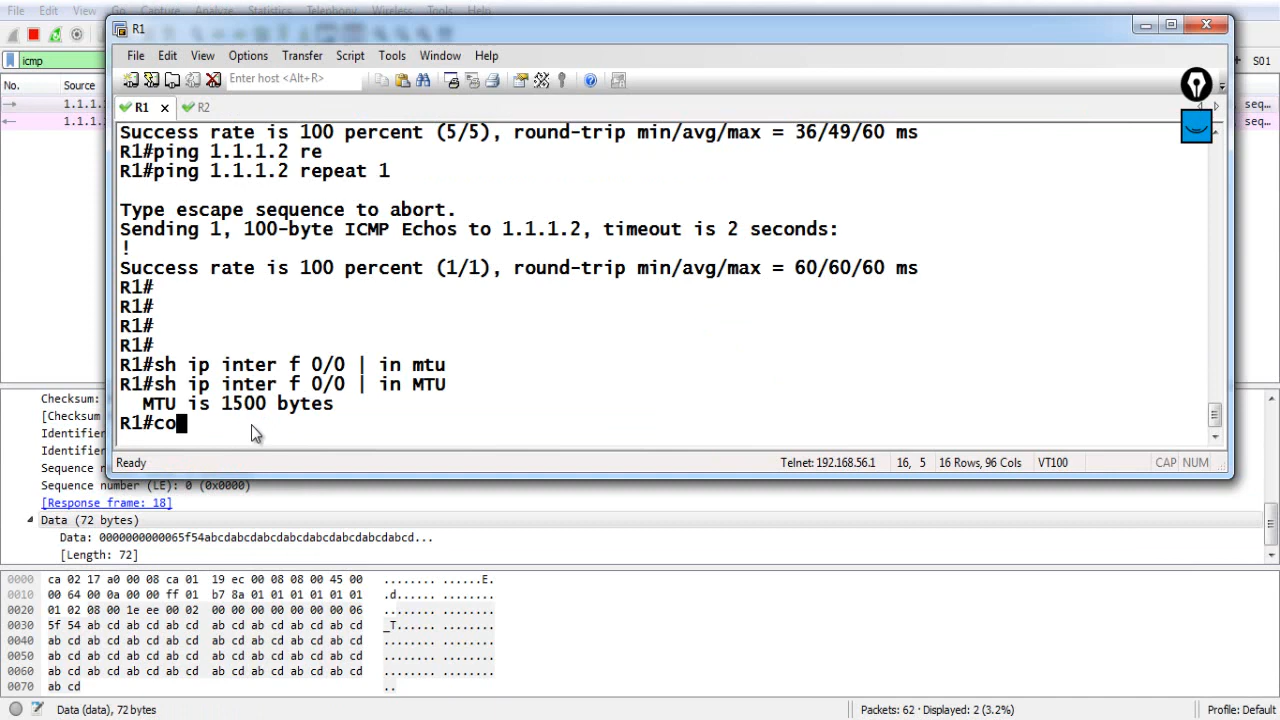 File Edit View Capture Analyze Statistics Telephony Wireless Tools Help
R1
File Edit View Options Transfer Script Tools Window Help
icmp
Enter host <Alt+R>
S01
No. Source
R1 R2
1.1.1. , seq...
1.1.1. , seq...
Success rate is 100 percent (5/5), round-trip min/avg/max = 36/49/60 ms
R1#ping 1.1.1.2 re
R1#ping 1.1.1.2 repeat 1
Type escape sequence to abort.
Sending 1, 100-byte ICMP Echos to 1.1.1.2, timeout is 2 seconds:
!
Success rate is 100 percent (1/1), round-trip min/avg/max = 60/60/60 ms
R1#
R1#
R1#
R1#
R1#sh ip inter f 0/0 | in mtu
R1#sh ip inter f 0/0 | in MTU
MTU is 1500 bytes
R1#co
Checksum:
[Checksum
Identifier
Identifier
Sequence n
Ready Telnet: 192.168.56.1 16, 5 16 Rows, 96 Cols VT100 CAP NUM
Sequence number (LE): 0 (0x0000)
[Response frame: 18]
Data (72 bytes)
Data: 0000000000065f54abcdabcdabcdabcdabcdabcdabcd...
[Length: 72]
0000 ca 02 17 a0 00 08 ca 01 19 ec 00 08 08 00 45 00 ........ ......E.
0010 00 64 00 0a 00 00 ff 01 b7 8a 01 01 01 01 01 01 .d...... ........
0020 01 02 08 00 1e ee 00 02 00 00 00 00 00 00 00 06 ........ ........
0030 5f 54 ab cd ab cd ab cd ab cd ab cd ab cd ab cd _T...... ........
0040 ab cd ab cd ab cd ab cd ab cd ab cd ab cd ab cd ........ ........
0050 ab cd ab cd ab cd ab cd ab cd ab cd ab cd ab cd ........ ........
0060 ab cd ab cd ab cd ab cd ab cd ab cd ab cd ab cd ........ ........
0070 ab cd ..
Data (data), 72 bytes Packets: 62 · Displayed: 2 (3.2%) Profile: Default